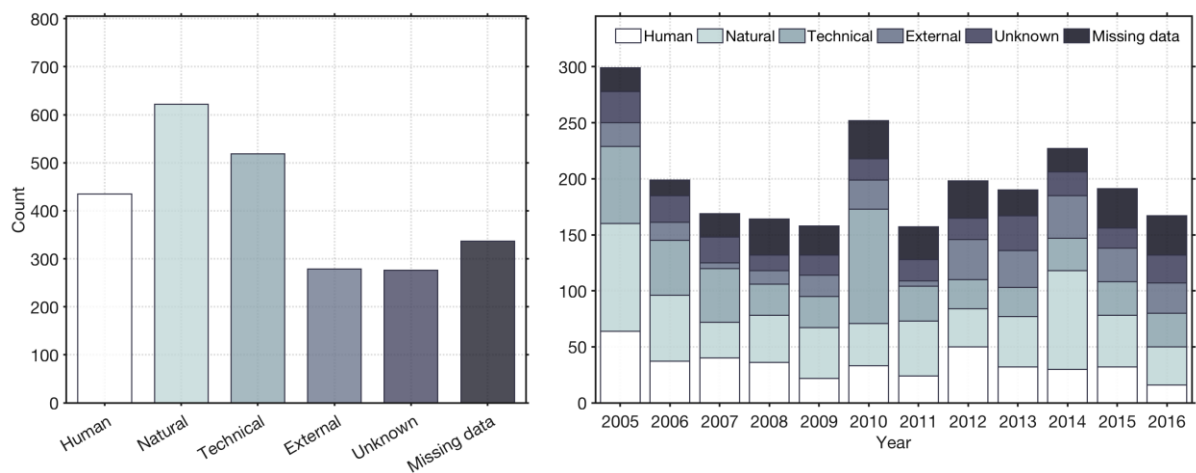 800
700
600
500
400
300
200
100
0
Count
Human
Natural
Technical
External
Unknown
Missing data
Human Natural Technical External Unknown Missing data
300
250
200
150
100
50
0
2005 2006 2007 2008 2009 2010 2011 2012 2013 2014 2015 2016
Year